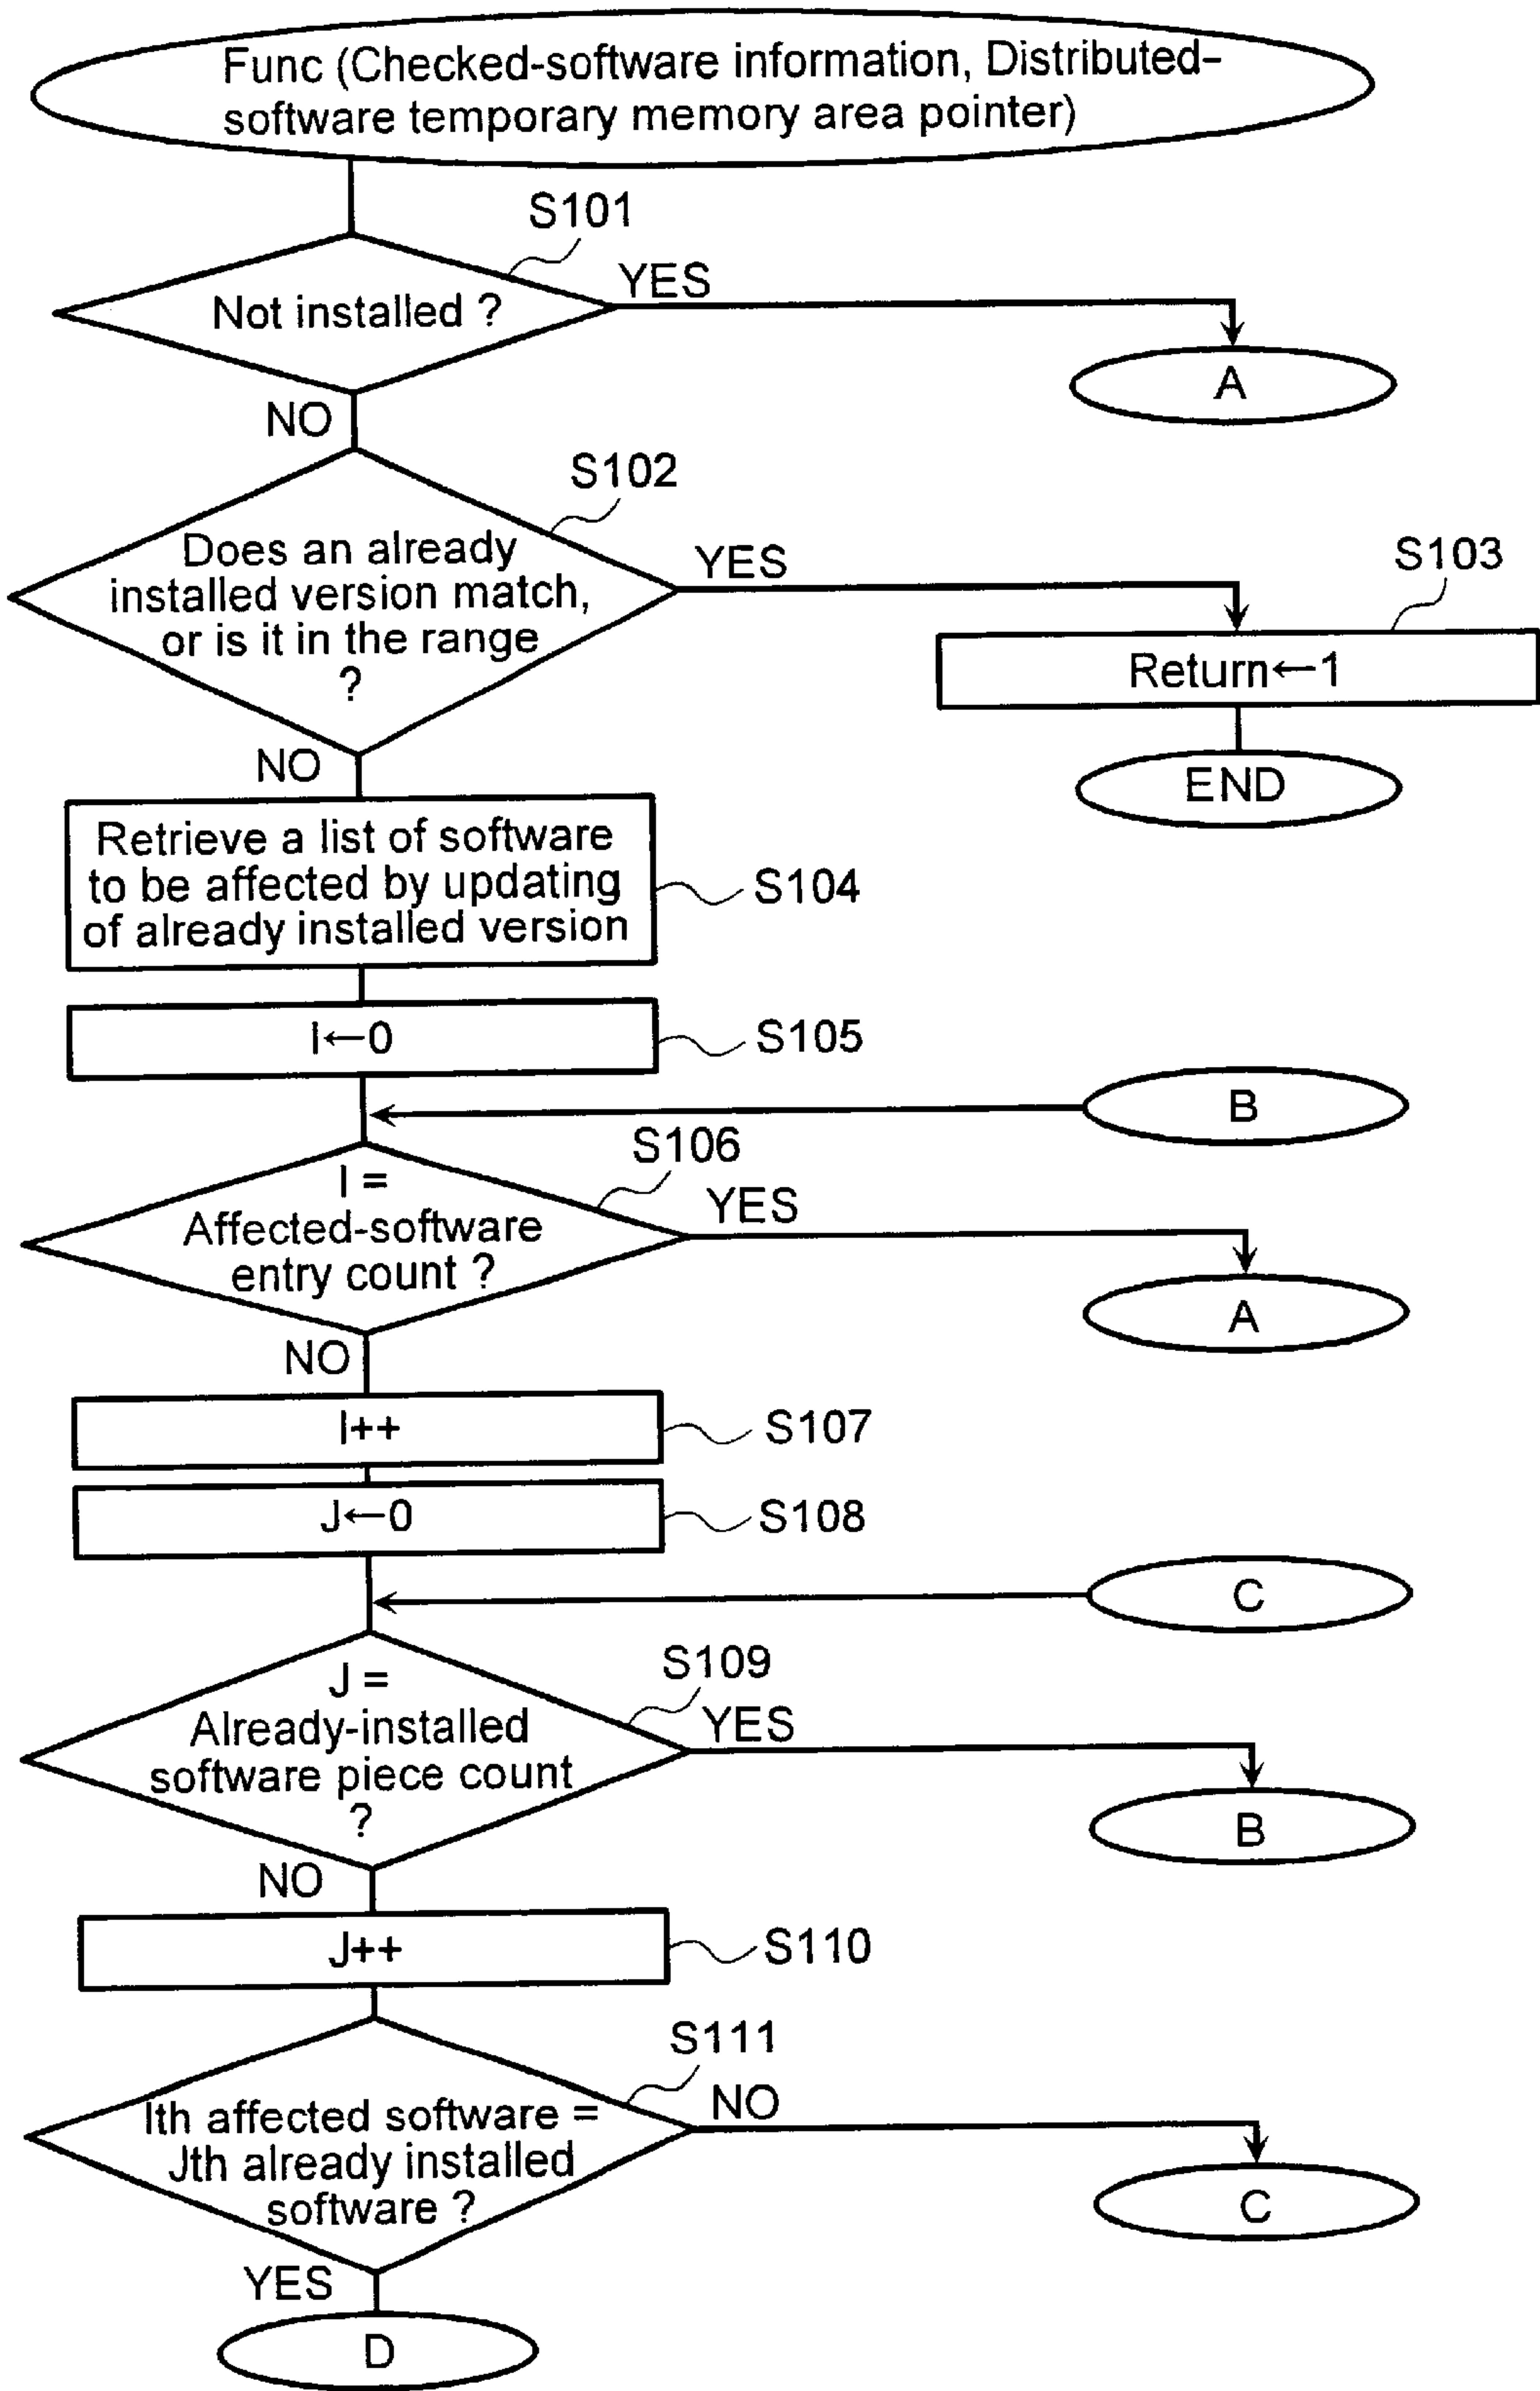 Func (Checked-software information, Distributed-
software temporary memory area pointer)
S101
YES
Not installed ?
A
NO
S102
Does an already
installed version match,
or is it in the range
?
YES
S103
Return←1
END
NO
Retrieve a list of software
to be affected by updating
of already installed version
S104
I←0
S105
B
S106
I =
Affected-software
entry count ?
YES
A
NO
I++
S107
J←0
S108
C
S109
J =
Already-installed
software piece count
?
YES
B
NO
J++
S110
S111
Ith affected software =
Jth already installed
software ?
NO
C
YES
D